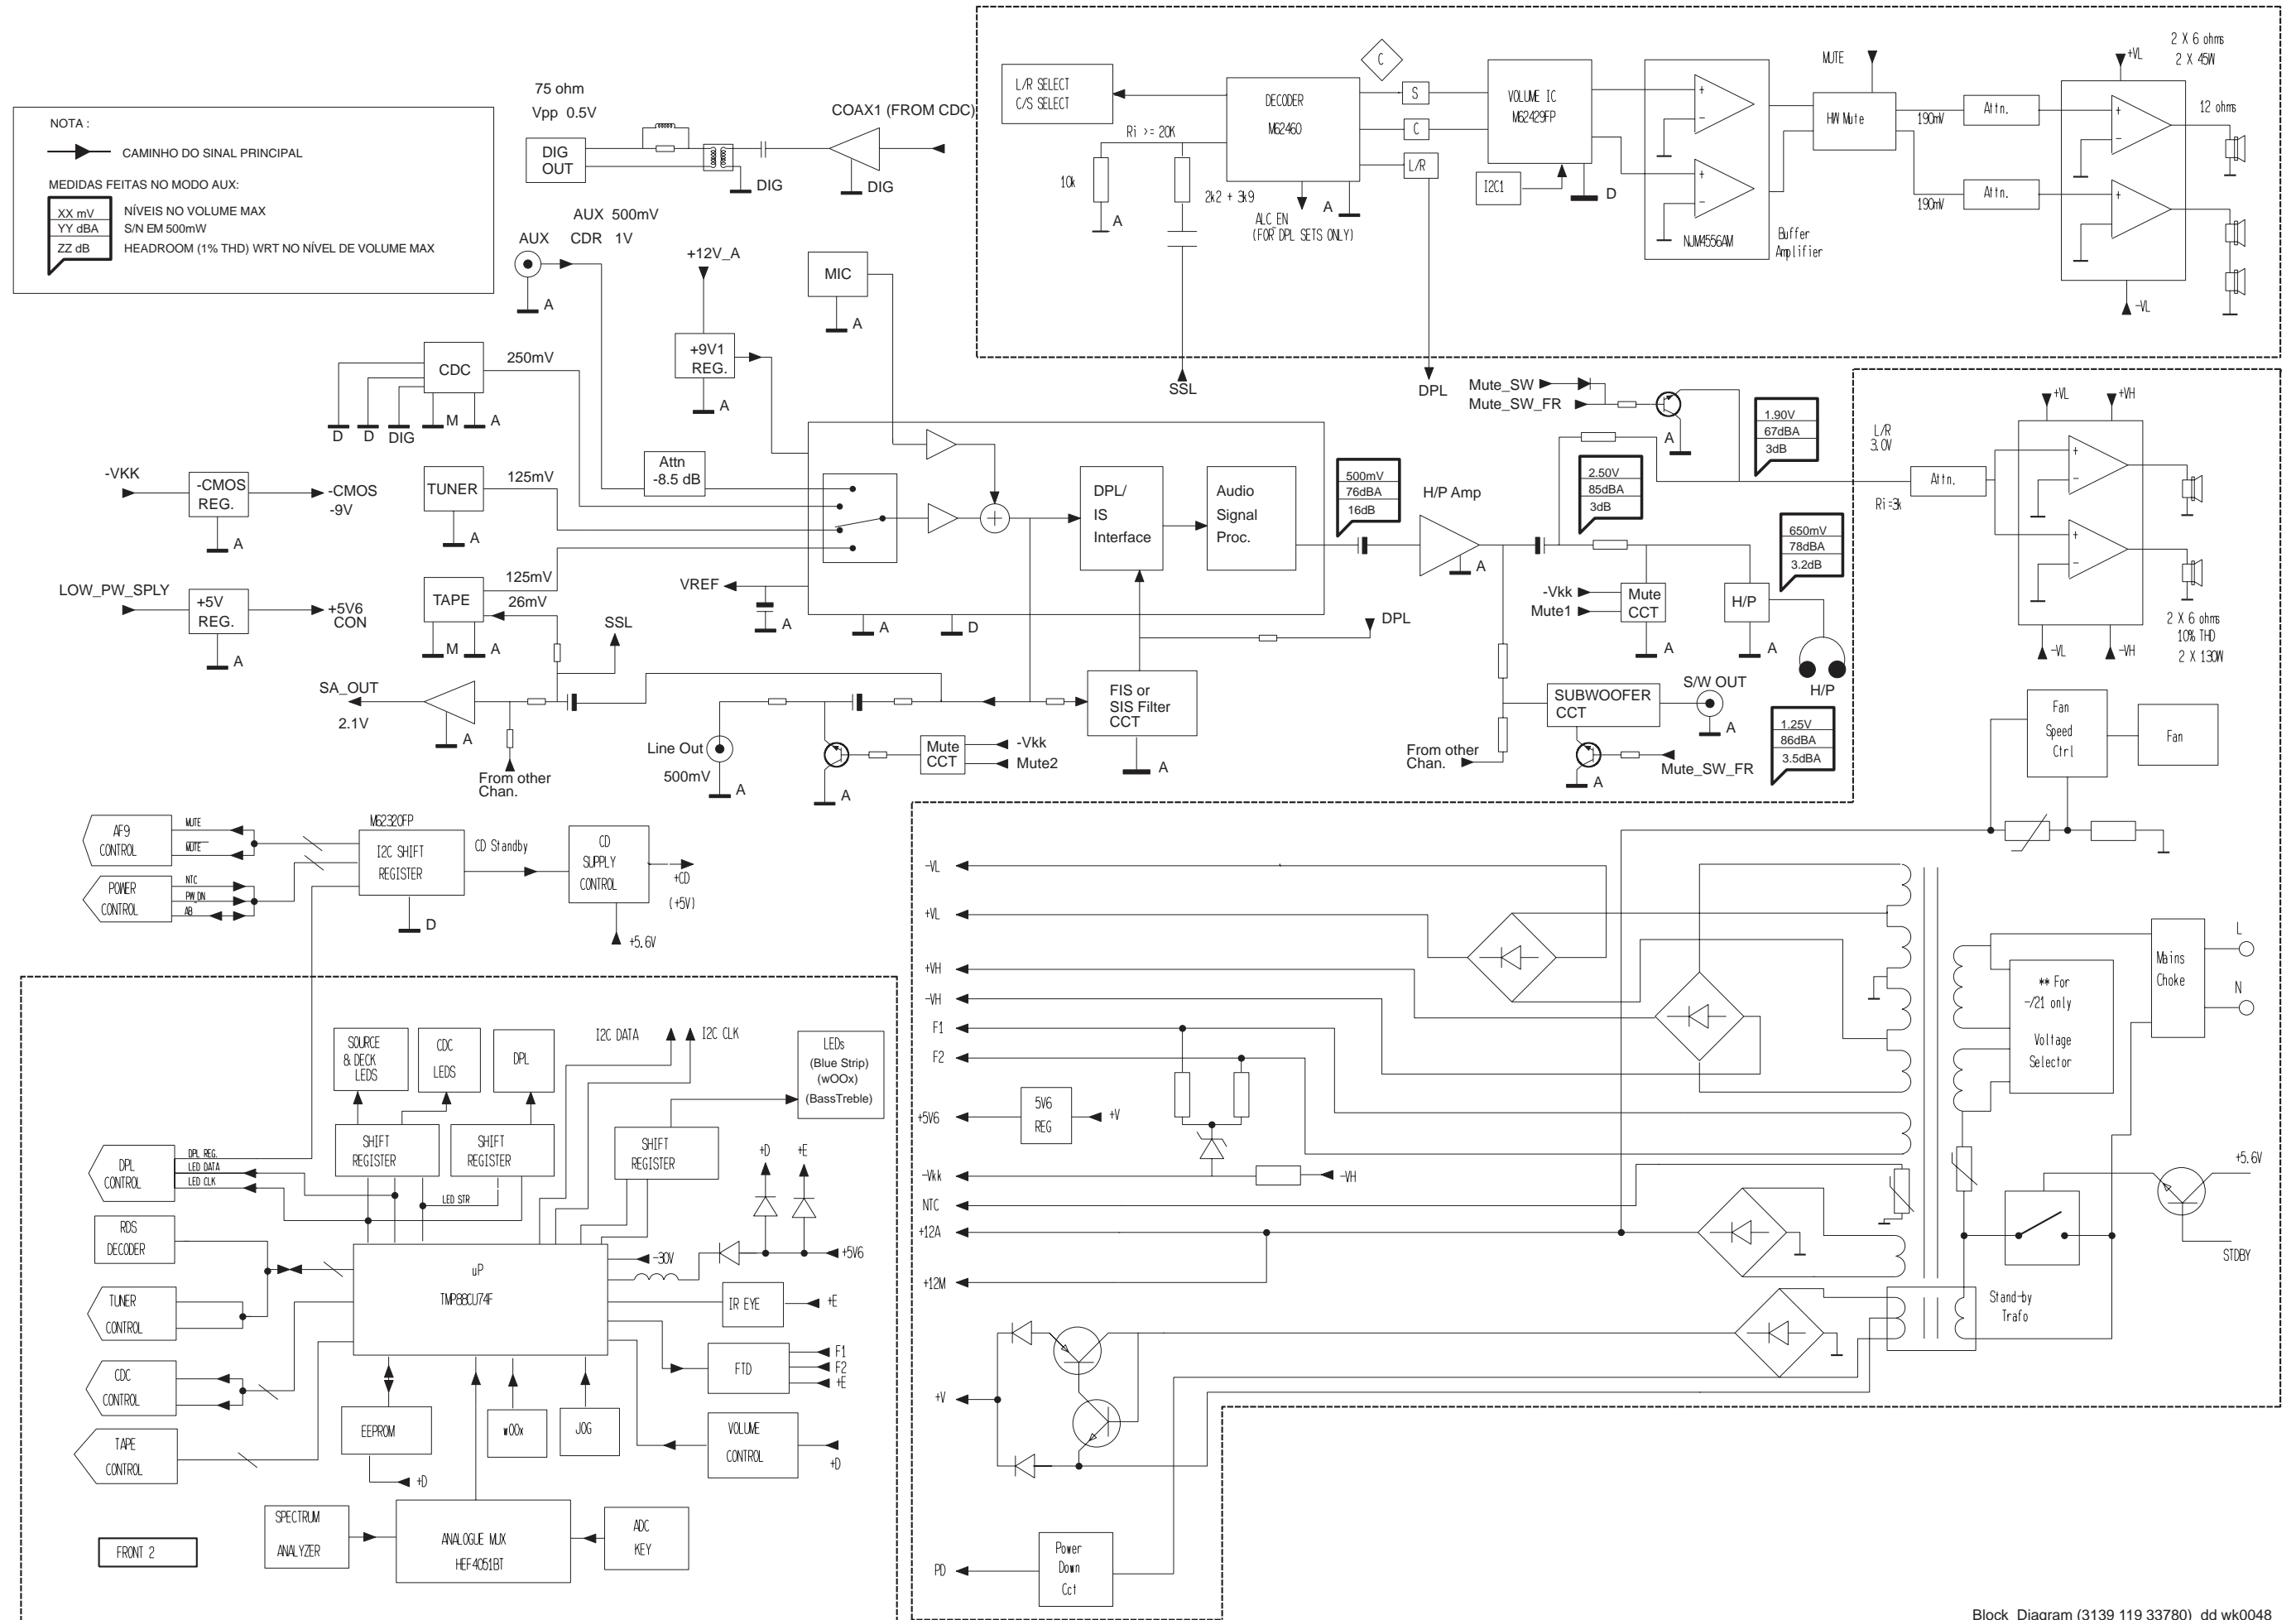 NOTA :
CAMINHO DO SINAL PRINCIPAL
MEDIDAS FEITAS NO MODO AUX:
XX mV
NÍVEIS NO VOLUME MAX
YY dBA
S/N EM 500mW
ZZ dB
HEADROOM (1% THD) WRT NO NÍVEL DE VOLUME MAX
75 ohm
Vpp 0.5V
DIG
OUT
COAX1 (FROM CDC)
DIG
DIG
AUX 500mV
AUX
CDR 1V
A
+12V_A
+9V1
REG.
A
MIC
A
L/R SELECT
C/S SELECT
Ri >= 20K
10k
A
2k2 + 3k9
SSL
DECODER
M62460
ALC EN
(FOR DPL SETS ONLY)
A
C
S
C
L/R
DPL
VOLUME IC
M62429FP
I2C1
D
NJM4556AM
Buffer
Amplifier
MUTE
HW Mute
190mV
190mV
Attn.
Attn.
+
-
+
-
+
-
+
-
+VL
-VL
2 X 6 ohms
2 X 45W
12 ohms
CDC
250mV
D
D
DIG
M
A
-VKK
-CMOS
REG.
-CMOS
-9V
A
TUNER
125mV
A
Attn
-8.5 dB
LOW_PW_SPLY
+5V
REG.
+5V6
CON
A
TAPE
125mV
26mV
M
A
SSL
VREF
A
A
D
DPL/
IS
Interface
Audio
Signal
Proc.
500mV
76dBA
16dB
H/P Amp
A
Mute_SW
Mute_SW_FR
A
2.50V
85dBA
3dB
1.90V
67dBA
3dB
L/R
3.0V
Ri=3k
Attn.
+VL
+VH
+
-
+
-
-VL
-VH
2 X 6 ohms
10% THD
2 X 130W
650mV
78dBA
3.2dB
-Vkk
Mute1
Mute
CCT
A
H/P
A
H/P
DPL
SA_OUT
2.1V
A
From other
Chan.
Line Out
500mV
A
A
Mute
CCT
-Vkk
Mute2
FIS or
SIS Filter
CCT
A
From other
Chan.
SUBWOOFER
CCT
S/W OUT
A
A
Mute_SW_FR
1.25V
86dBA
3.5dBA
Fan
Speed
Ctrl
Fan
AF9
CONTROL
MUTE
MUTE
POWER
CONTROL
NTC
PW_DN
AB
M62320FP
I2C SHIFT
REGISTER
D
CD Standby
CD
SUPPLY
CONTROL
+CD
(+5V)
+5.6V
SOURCE
& DECK
LEDS
CDC
LEDS
DPL
I2C DATA
I2C CLK
LEDs
(Blue Strip)
(wOOx)
(BassTreble)
SHIFT
REGISTER
SHIFT
REGISTER
SHIFT
REGISTER
DPL
CONTROL
DPL REG.
LED DATA
LED CLK
LED STR
+D
+E
RDS
DECODER
TUNER
CONTROL
CDC
CONTROL
TAPE
CONTROL
uP
TMP88CU74F
-30V
+5V6
IR EYE
+E
FTD
F1
F2
+E
EEPROM
+D
wOOx
JOG
VOLUME
CONTROL
+D
SPECTRUM
ANALYZER
ANALOGUE MUX
HEF4051BT
ADC
KEY
FRONT 2
-VL
+VL
+VH
-VH
F1
F2
+5V6
5V6
REG
+V
-Vkk
-VH
NTC
+12A
+12M
+V
PD
Power
Down
Cct
Mains
Choke
L
N
** For
-/21 only
Voltage
Selector
+5.6V
STDBY
Stand-by
Trafo
Block_Diagram (3139 119 33780)_dd wk0048